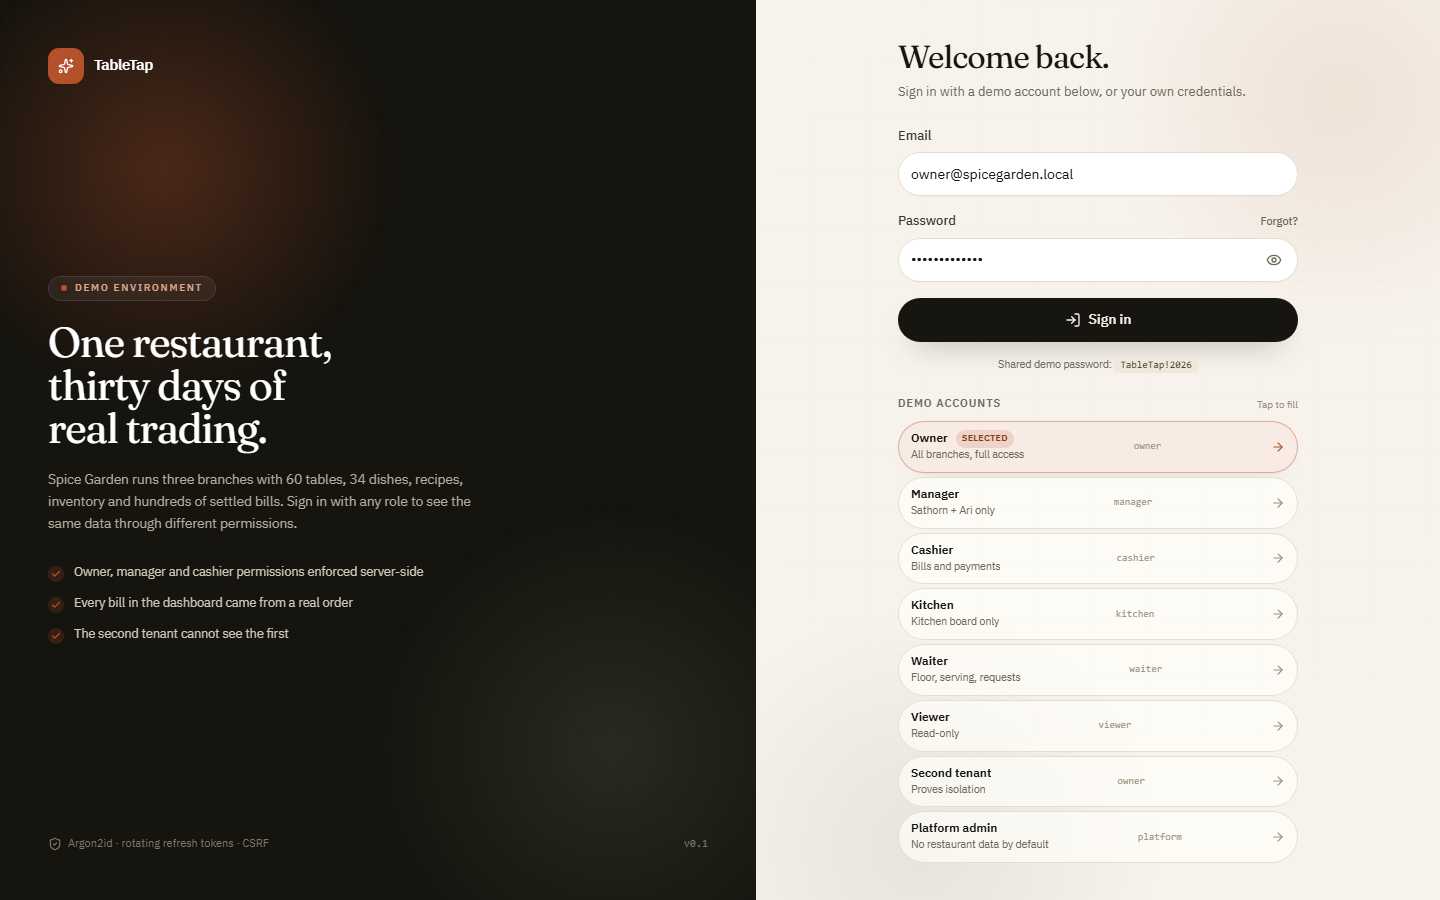 TableTap
DEMO ENVIRONMENT
One restaurant,
thirty days of
real trading.
Spice Garden runs three branches with 60 tables, 34 dishes, recipes,
inventory and hundreds of settled bills. Sign in with any role to see the
same data through different permissions.
Owner, manager and cashier permissions enforced server-side
Every bill in the dashboard came from a real order
The second tenant cannot see the first
Argon2id · rotating refresh tokens · CSRF
v0.1
Welcome back.
Sign in with a demo account below, or your own credentials.
Email
owner@spicegarden.local
Password
Forgot?
•••••••••••••
Sign in
Shared demo password: TableTap!2026
DEMO ACCOUNTS
Tap to fill
Owner SELECTED
All branches, full access
owner
Manager
Sathorn + Ari only
manager
Cashier
Bills and payments
cashier
Kitchen
Kitchen board only
kitchen
Waiter
Floor, serving, requests
waiter
Viewer
Read-only
viewer
Second tenant
Proves isolation
owner
Platform admin
No restaurant data by default
platform